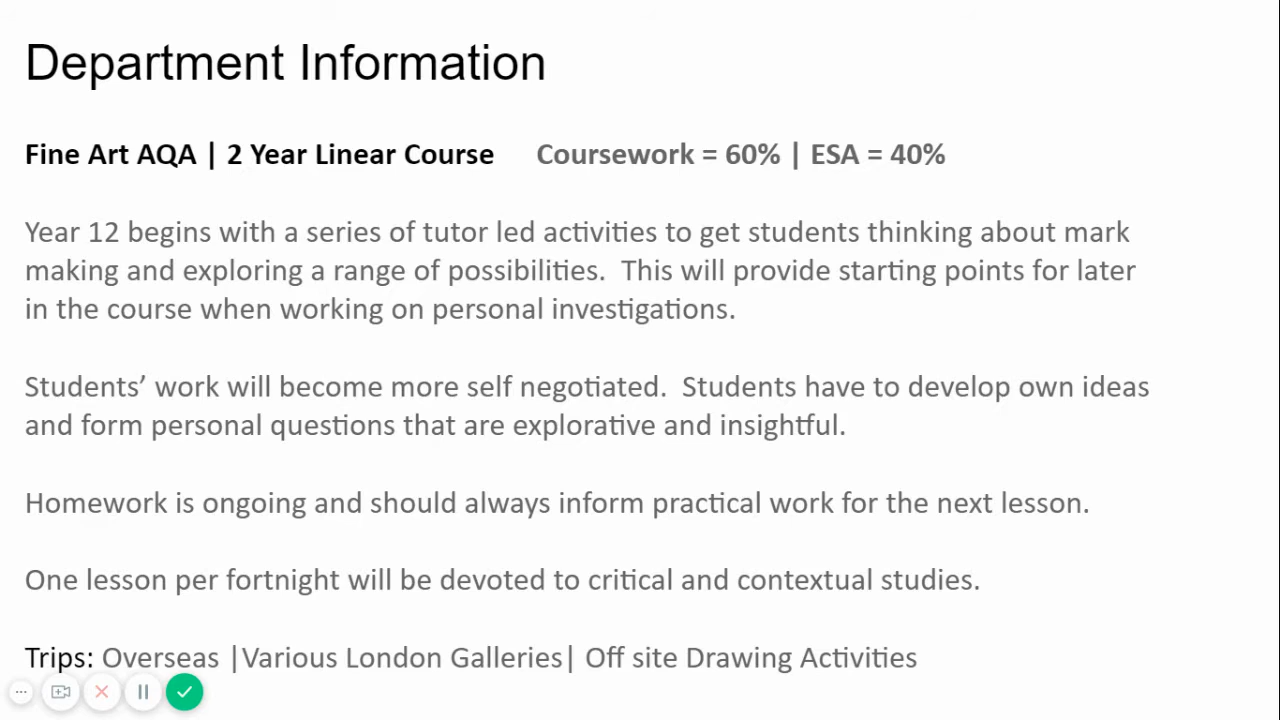 Department Information
Fine Art AQA | 2 Year Linear Course Coursework = 60% | ESA = 40%
Year 12 begins with a series of tutor led activities to get students thinking about mark
making and exploring a range of possibilities. This will provide starting points for later
in the course when working on personal investigations.
Students’ work will become more self negotiated. Students have to develop own ideas
and form personal questions that are explorative and insightful.
Homework is ongoing and should always inform practical work for the next lesson.
One lesson per fortnight will be devoted to critical and contextual studies.
Trips: Overseas |Various London Galleries| Off site Drawing Activities